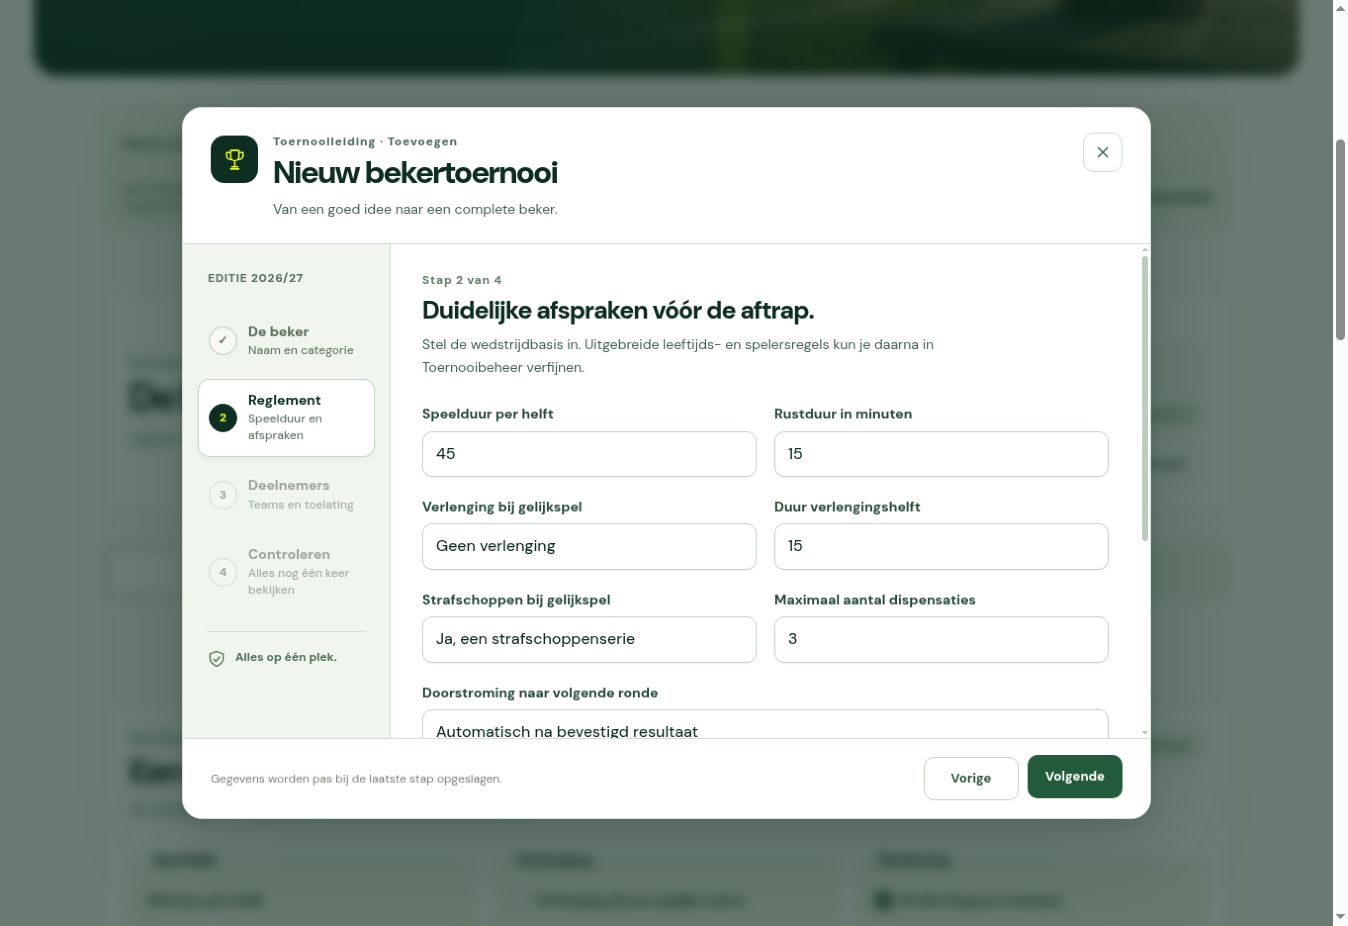 Toernooileiding · Toevoegen
Nieuw bekertoernooi
Van een goed idee naar een complete beker.
EDITIE 2026/27
✓
De beker
Naam en categorie
2
Reglement
Speelduur en
afspraken
3
Deelnemers
Teams en toelating
4
Controleren
Alles nog één keer
bekijken
Alles op één plek.
Stap 2 van 4
Duidelijke afspraken vóór de aftrap.
Stel de wedstrijdbasis in. Uitgebreide leeftijds- en spelersregels kun je daarna in
Toernooibeheer verfijnen.
Speelduur per helft
45
Rustduur in minuten
15
Verlenging bij gelijkspel
Geen verlenging
Duur verlengingshelft
15
Strafschoppen bij gelijkspel
Ja, een strafschoppenserie
Maximaal aantal dispensaties
3
Doorstroming naar volgende ronde
Automatisch na bevestigd resultaat
Gegevens worden pas bij de laatste stap opgeslagen.
Vorige
Volgende